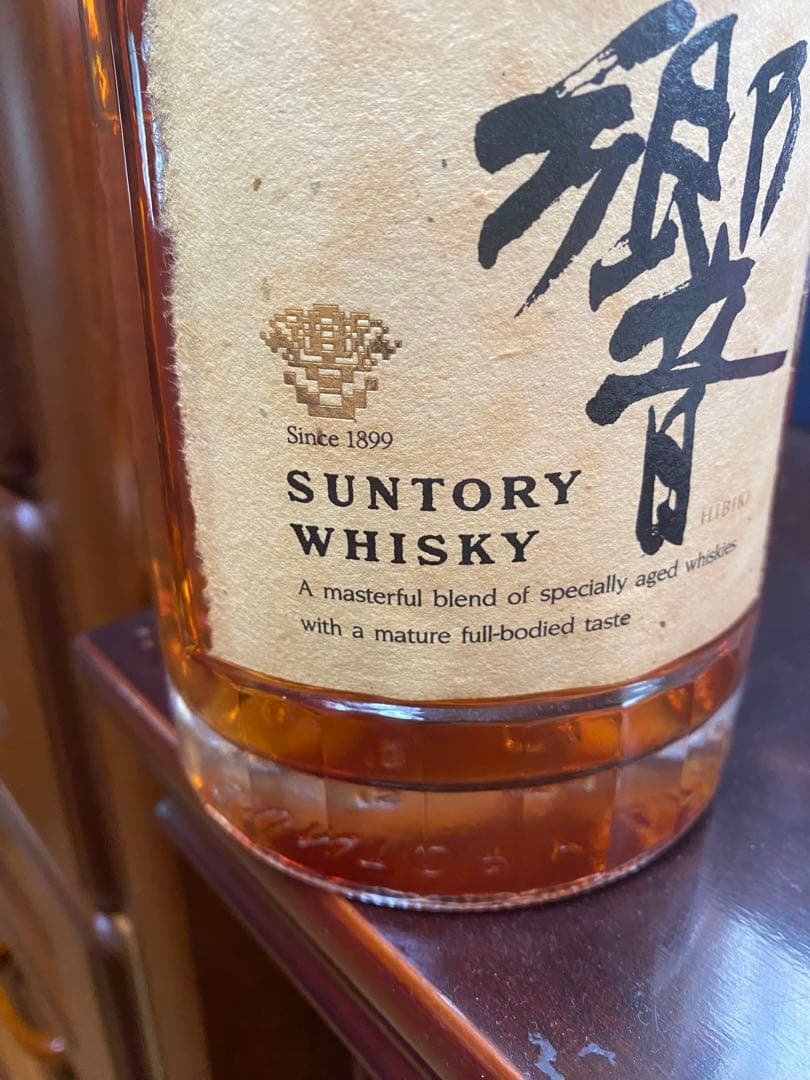 響
Since 1899
SUNTORY
WHISKY
HIBIKI
A masterful blend of specially aged whiskies
with a mature full-bodied taste